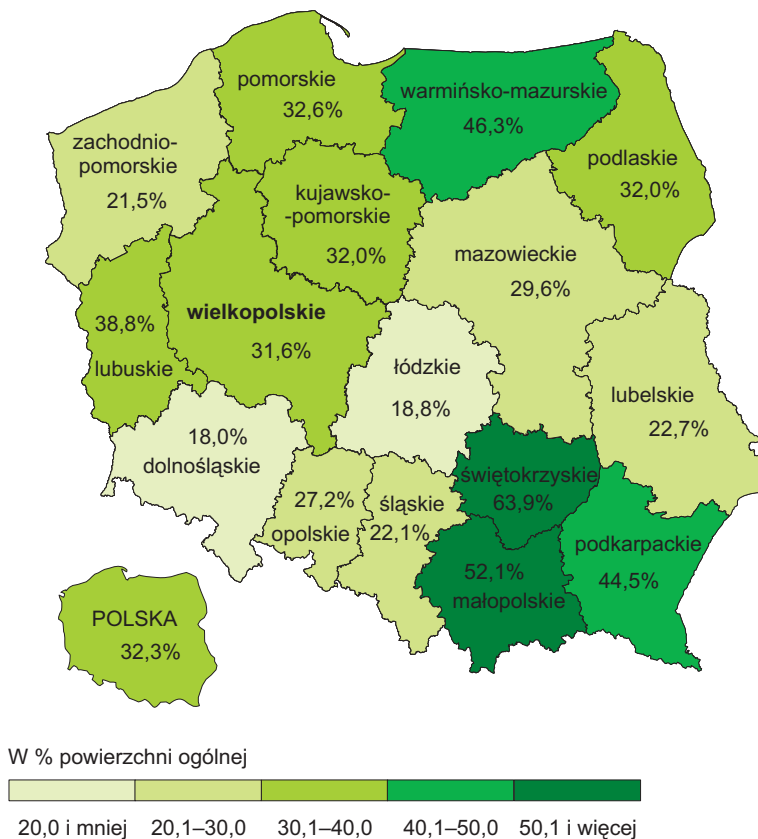 pomorskie
32,6%
warmińsko-mazurskie
46,3%
zachodnio-
pomorskie
21,5%
podlaskie
32,0%
kujawsko-
-pomorskie
32,0%
mazowieckie
29,6%
wielkopolskie
31,6%
38,8%
lubuskie
łódzkie
18,8%
lubelskie
22,7%
18,0%
dolnośląskie
świętokrzyskie
63,9%
27,2%
opolskie
śląskie
22,1%
podkarpackie
44,5%
52,1%
małopolskie
POLSKA
32,3%
W % powierzchni ogólnej
20,0 i mniej 20,1–30,0 30,1–40,0 40,1–50,0 50,1 i więcej